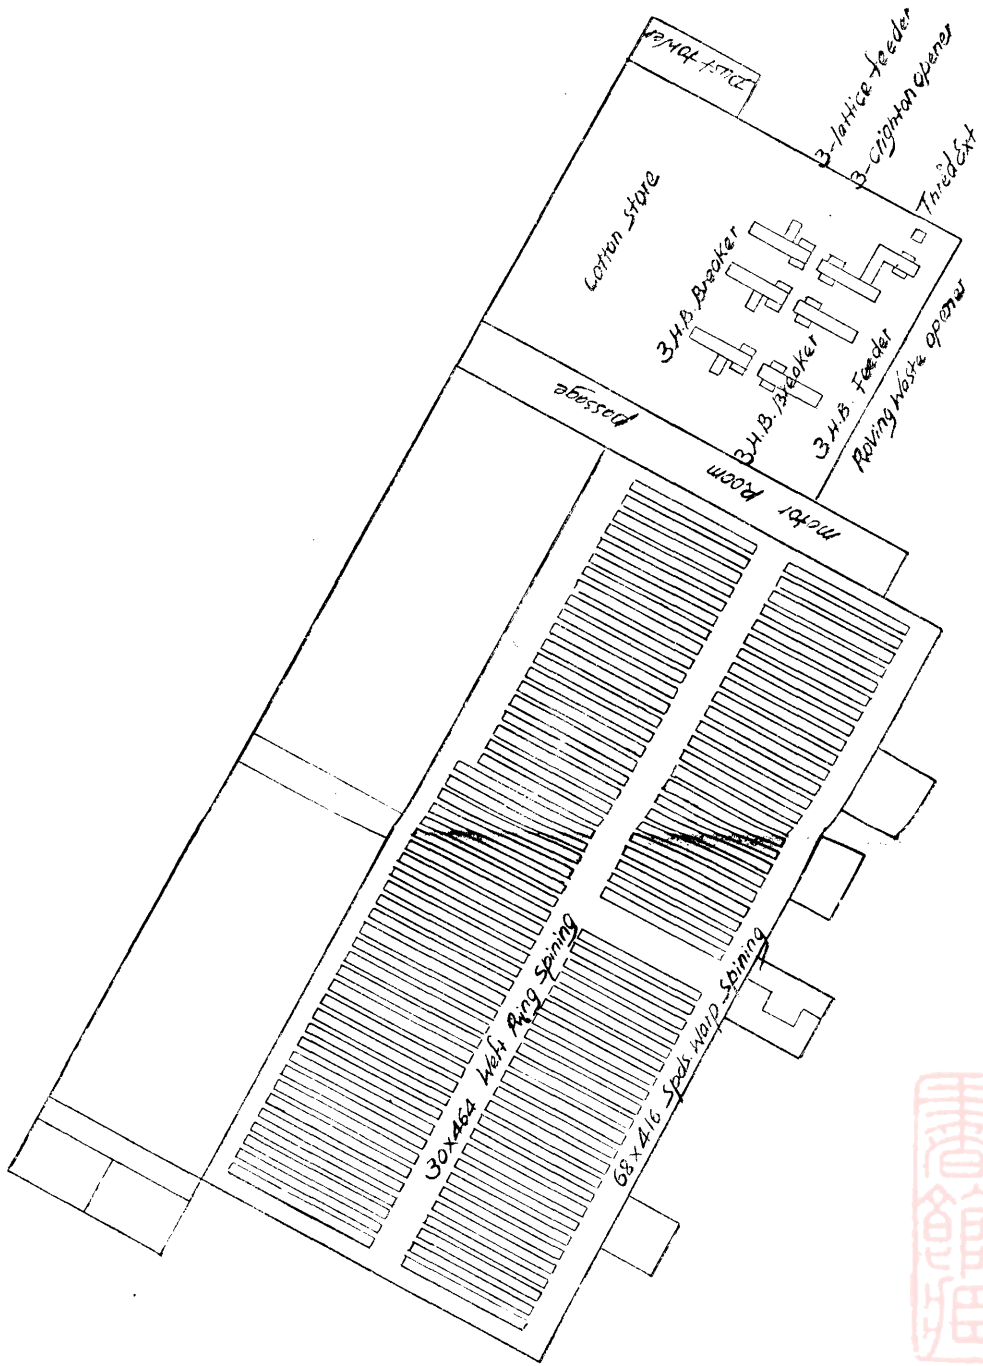 Dust tower
3-lattice feeder
3-crighton opener
Cotton store
Third Ext
3 H.B. Breaker
3 H.B. Breaker
3 H.B. Feeder
Roving Waste opener
passage
motor Room
30x464 Weft Ring Spining
68x416 Spds. Warp Spining